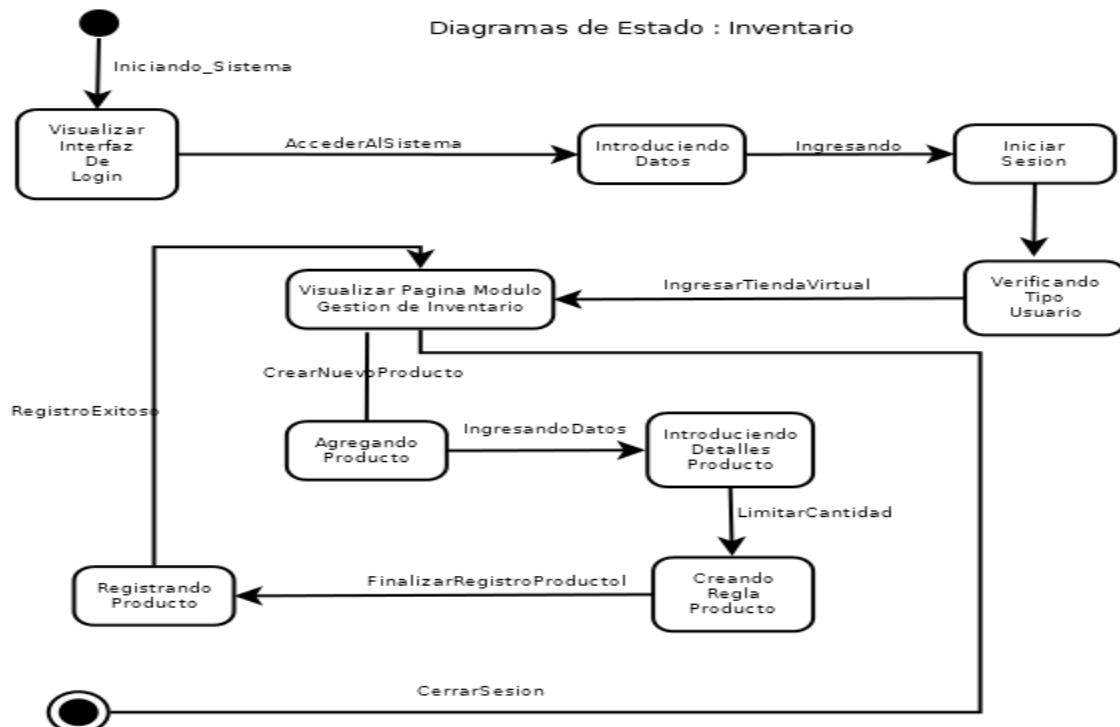 Diagramas de Estado : Inventario
Iniciando_Sistema
Visualizar
Interfaz
De
Login
AccederAlSistema
Introduciendo
Datos
Ingresando
Iniciar
Sesion
Verificando
Tipo
Usuario
IngresarTiendaVirtual
Visualizar Pagina Modulo
Gestion de Inventario
CrearNuevoProducto
RegistroExitoso
Agregando
Producto
IngresandoDatos
Introduciendo
Detalles
Producto
LimitarCantidad
Creando
Regla
Producto
FinalizarRegistroProductol
Registrando
Producto
CerrarSesion